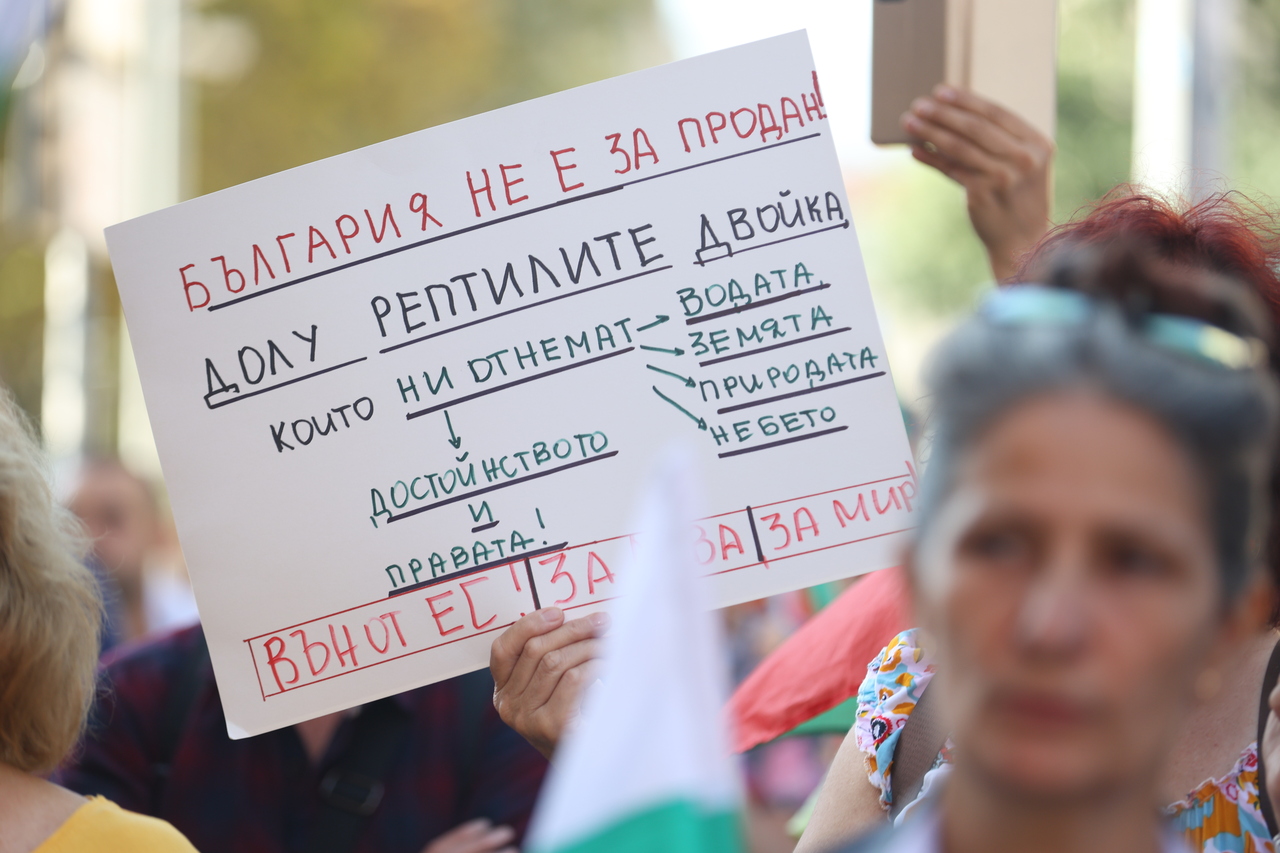 БЪЛГАРИЯ НЕ Е ЗА ПРОДАН!
ДОЛУ РЕПТИЛИТЕ ДВОЙКА
КОИТО НИ ОТНЕМАТ → ВОДАТА
ЗЕМЯТА
ПРИРОДАТА
НЕБЕТО
ДОСТОЙНСТВОТО
И
ПРАВАТА!
ВЪН ОТ ЕС! ЗА ЗА МИР!